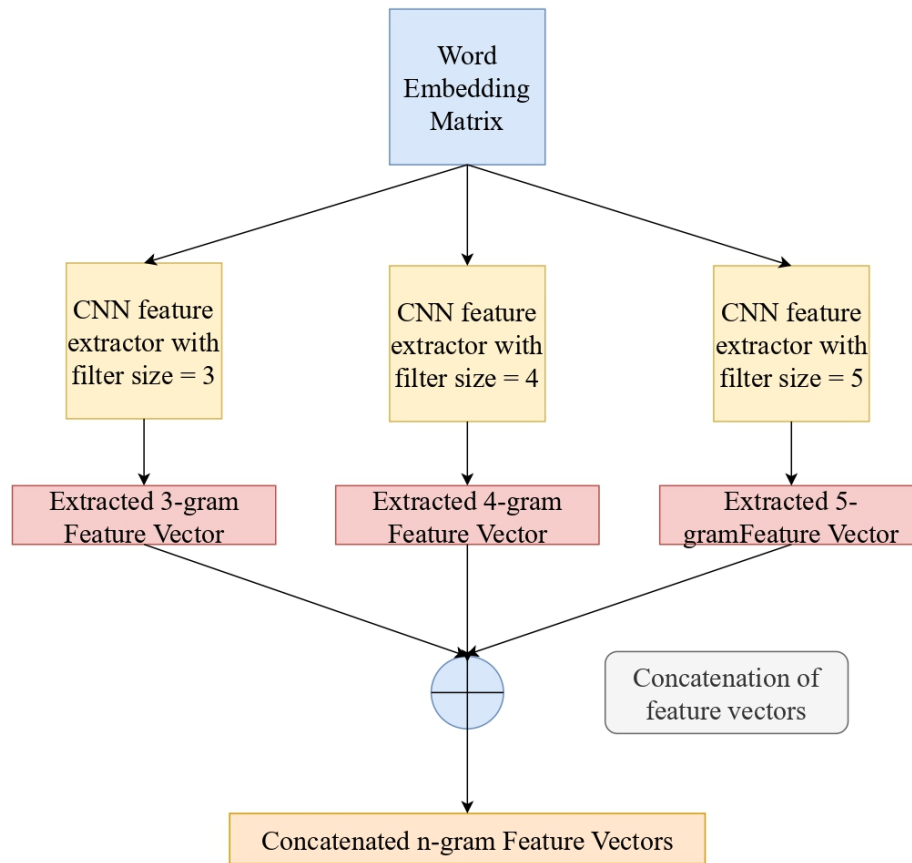 Word
Embedding
Matrix
CNN feature
extractor with
filter size = 3
CNN feature
extractor with
filter size = 4
CNN feature
extractor with
filter size = 5
Extracted 3-gram
Feature Vector
Extracted 4-gram
Feature Vector
Extracted 5-
gramFeature Vector
Concatenation of
feature vectors
Concatenated n-gram Feature Vectors